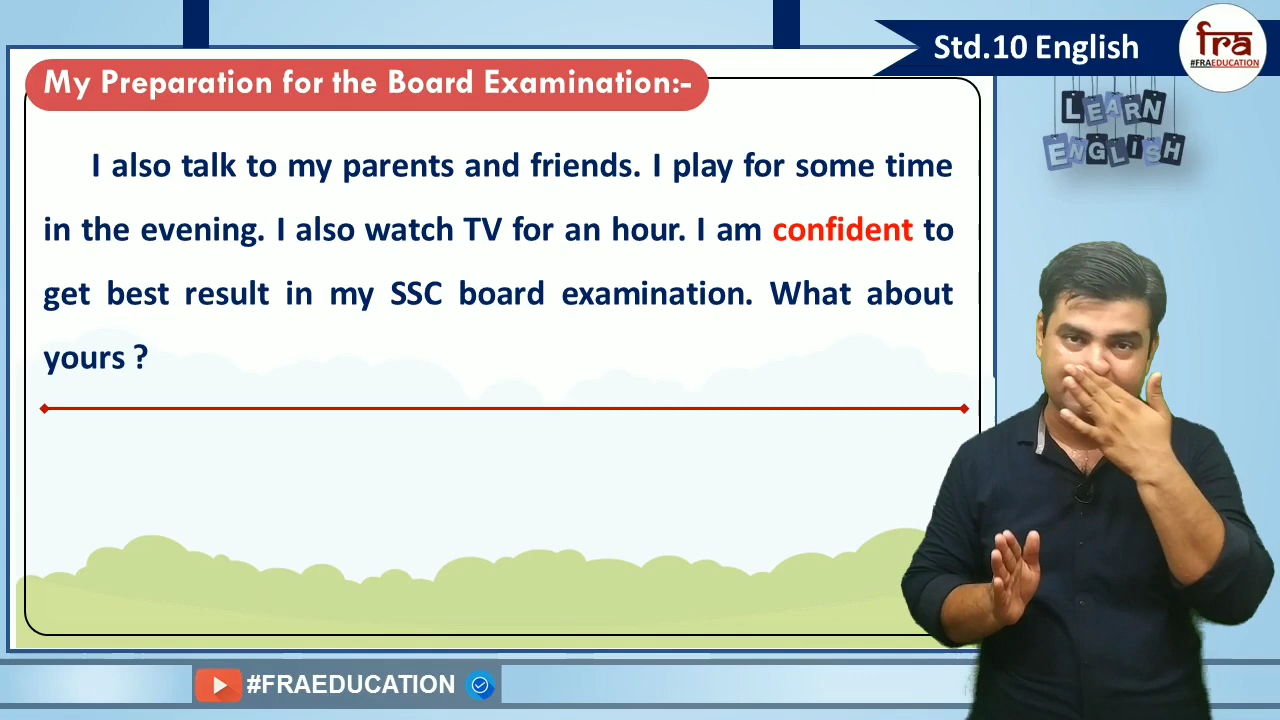 Std.10 English
fra
#FRAEDUCATION
LEARN
ENGLISH
My Preparation for the Board Examination:-
I also talk to my parents and friends. I play for some time
in the evening. I also watch TV for an hour. I am confident to
get best result in my SSC board examination. What about
yours ?
#FRAEDUCATION